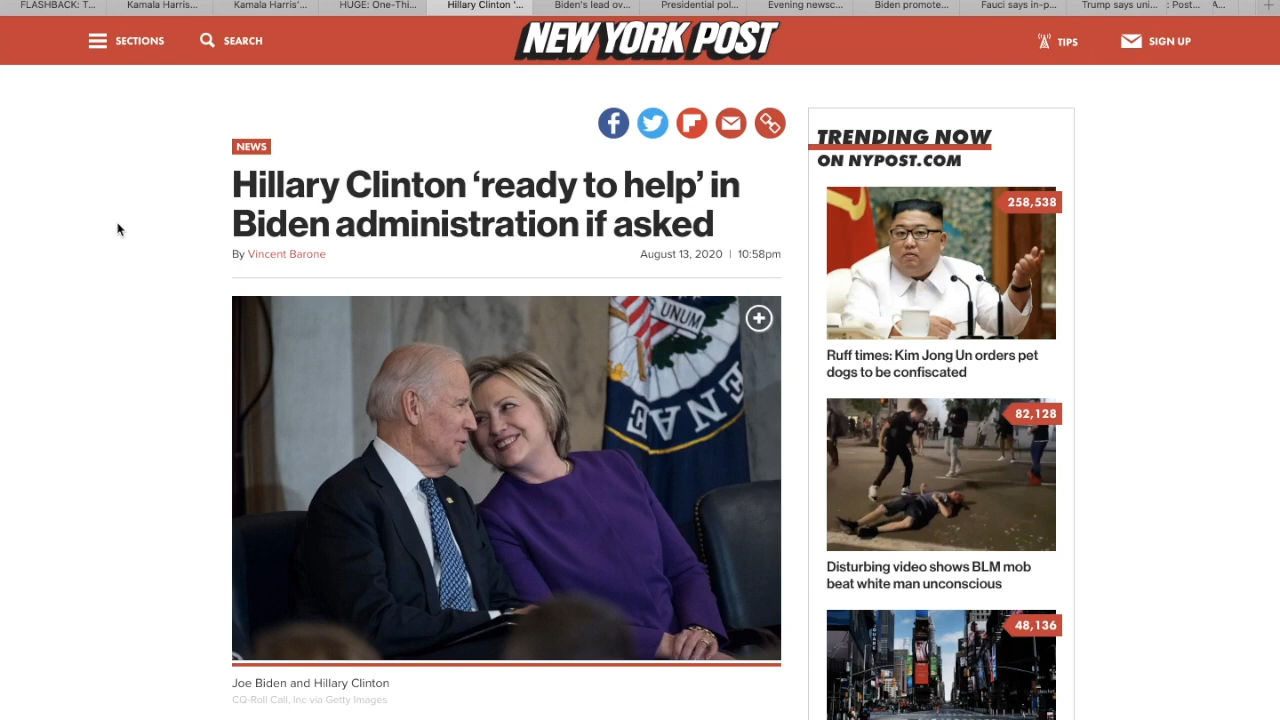 FLASHBACK: T...
Kamala Harris...
Kamala Harris'...
HUGE: One-Thi...
Hillary Clinton '...
Biden's lead ov...
Presidential pol...
Evening newsc...
Biden promote...
Fauci says in-p...
Trump says uni...
: Post...
A...
SECTIONS
SEARCH
NEW YORK POST
TIPS
SIGN UP
NEWS
Hillary Clinton ‘ready to help’ in
Biden administration if asked
By Vincent Barone
August 13, 2020 | 10:58pm
UNUM
ENA
Joe Biden and Hillary Clinton
CQ-Roll Call, Inc via Getty Images
TRENDING NOW
ON NYPOST.COM
258,538
Ruff times: Kim Jong Un orders pet
dogs to be confiscated
82,128
Disturbing video shows BLM mob
beat white man unconscious
48,136